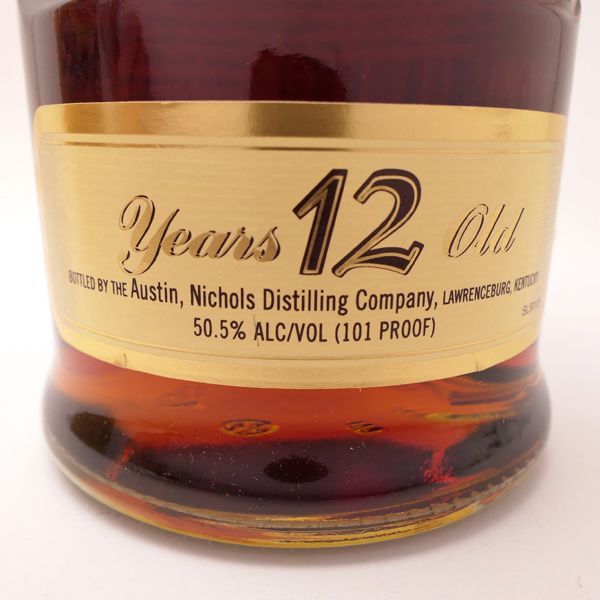 Years 12 Old
BOTTLED BY THE Austin, Nichols Distilling Company, LAWRENCEBURG, KENTUCKY
50.5% ALC/VOL (101 PROOF)